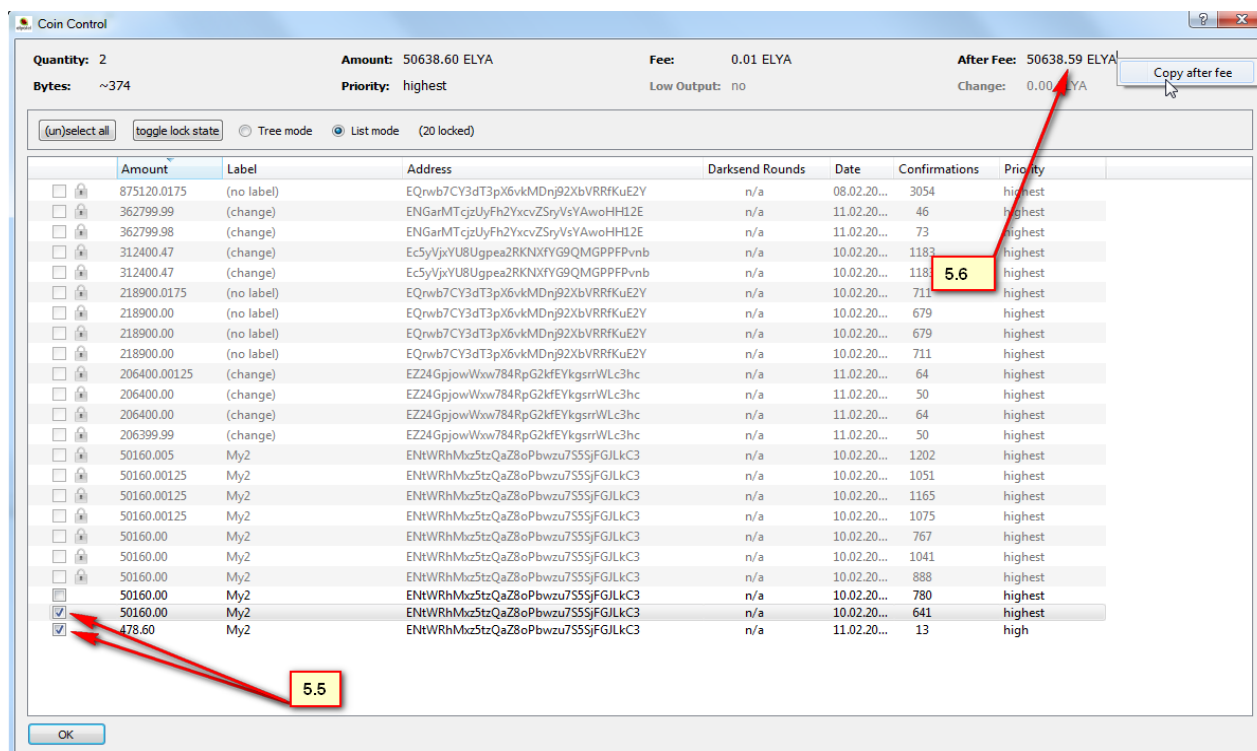 Coin Control
Quantity: 2 Amount: 50638.60 ELYA Fee: 0.01 ELYA After Fee: 50638.59 ELYA
Copy after fee
Bytes: ~374 Priority: highest Low Output: no Change: 0.00 ELYA
(un)select all toggle lock state Tree mode List mode (20 locked)
Amount Label Address Darksend Rounds Date Confirmations Priority
875120.0175 (no label) EQrwb7CY3dT3pX6vkMDnj92XbVRRfKuE2Y n/a 08.02.20... 3054 highest
362799.99 (change) ENGarMTcjzUyFh2YxcvZSryVsYAwoHH12E n/a 11.02.20... 46 highest
362799.98 (change) ENGarMTcjzUyFh2YxcvZSryVsYAwoHH12E n/a 11.02.20... 73 highest
312400.47 (change) Ec5yVjxYU8Ugpea2RKNXfYG9QMGPPFPvnb n/a 10.02.20... 1183 highest
312400.47 (change) Ec5yVjxYU8Ugpea2RKNXfYG9QMGPPFPvnb n/a 10.02.20... 1183 highest
5.6
218900.0175 (no label) EQrwb7CY3dT3pX6vkMDnj92XbVRRfKuE2Y n/a 10.02.20... 711 highest
218900.00 (no label) EQrwb7CY3dT3pX6vkMDnj92XbVRRfKuE2Y n/a 10.02.20... 679 highest
218900.00 (no label) EQrwb7CY3dT3pX6vkMDnj92XbVRRfKuE2Y n/a 10.02.20... 679 highest
218900.00 (no label) EQrwb7CY3dT3pX6vkMDnj92XbVRRfKuE2Y n/a 10.02.20... 711 highest
206400.00125 (change) EZ24GpjowWxw784RpG2kfEYkgsrrWLc3hc n/a 11.02.20... 64 highest
206400.00 (change) EZ24GpjowWxw784RpG2kfEYkgsrrWLc3hc n/a 11.02.20... 50 highest
206400.00 (change) EZ24GpjowWxw784RpG2kfEYkgsrrWLc3hc n/a 11.02.20... 64 highest
206399.99 (change) EZ24GpjowWxw784RpG2kfEYkgsrrWLc3hc n/a 11.02.20... 50 highest
50160.005 My2 ENtWRhMxz5tzQaZ8oPbwzu7S5SjFGJLkC3 n/a 10.02.20... 1202 highest
50160.00125 My2 ENtWRhMxz5tzQaZ8oPbwzu7S5SjFGJLkC3 n/a 10.02.20... 1051 highest
50160.00125 My2 ENtWRhMxz5tzQaZ8oPbwzu7S5SjFGJLkC3 n/a 10.02.20... 1165 highest
50160.00125 My2 ENtWRhMxz5tzQaZ8oPbwzu7S5SjFGJLkC3 n/a 10.02.20... 1075 highest
50160.00 My2 ENtWRhMxz5tzQaZ8oPbwzu7S5SjFGJLkC3 n/a 10.02.20... 767 highest
50160.00 My2 ENtWRhMxz5tzQaZ8oPbwzu7S5SjFGJLkC3 n/a 10.02.20... 1041 highest
50160.00 My2 ENtWRhMxz5tzQaZ8oPbwzu7S5SjFGJLkC3 n/a 10.02.20... 888 highest
50160.00 My2 ENtWRhMxz5tzQaZ8oPbwzu7S5SjFGJLkC3 n/a 10.02.20... 780 highest
50160.00 My2 ENtWRhMxz5tzQaZ8oPbwzu7S5SjFGJLkC3 n/a 10.02.20... 641 highest
478.60 My2 ENtWRhMxz5tzQaZ8oPbwzu7S5SjFGJLkC3 n/a 11.02.20... 13 high
5.5
OK